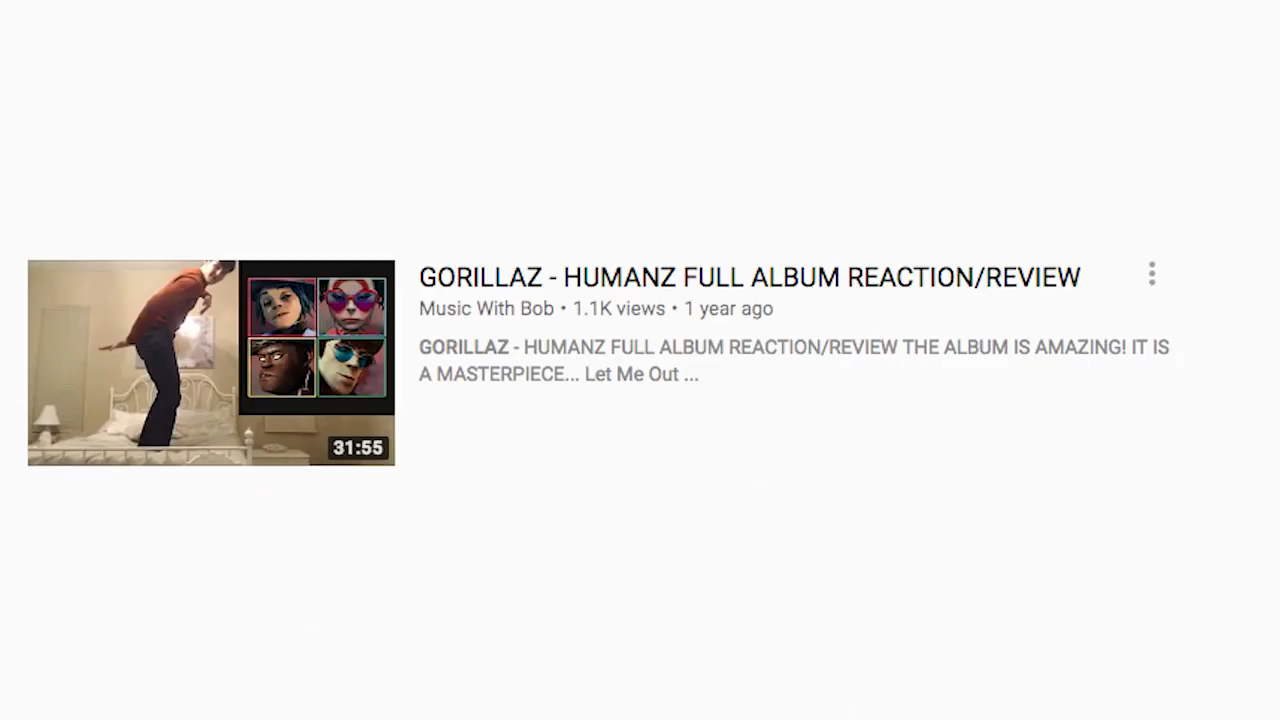 GORILLAZ - HUMANZ FULL ALBUM REACTION/REVIEW
Music With Bob • 1.1K views • 1 year ago
GORILLAZ - HUMANZ FULL ALBUM REACTION/REVIEW THE ALBUM IS AMAZING! IT IS
A MASTERPIECE... Let Me Out ...
31:55